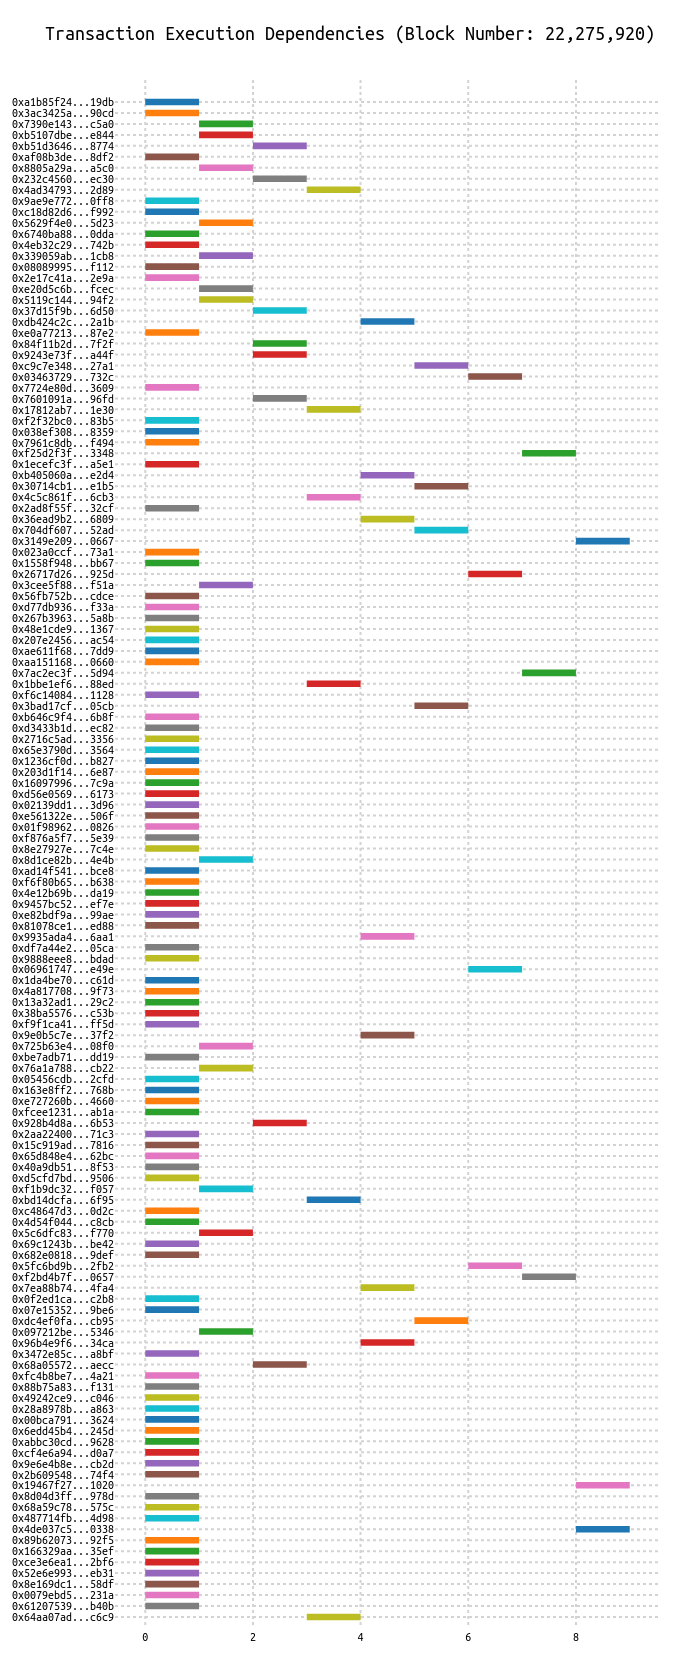 Transaction Execution Dependencies (Block Number: 22,275,920)
0xa1b85f24...19db
0x3ac3425a...90cd
0x7390e143...c5a0
0xb5107dbe...e844
0xb51d3646...8774
0xaf08b3de...8df2
0x8805a29a...a5c0
0x232c4560...ec30
0x4ad34793...2d89
0x9ae9e772...0ff8
0xc18d82d6...f992
0x5629f4e0...5d23
0x6740ba88...0dda
0x4eb32c29...742b
0x339059ab...1cb8
0x08089995...f112
0x2e17c41a...2e9a
0xe20d5c6b...fcec
0x5119c144...94f2
0x37d15f9b...6d50
0xdb424c2c...2a1b
0xe0a77213...87e2
0x84f11b2d...7f2f
0x9243e73f...a44f
0xc9c7e348...27a1
0x03463729...732c
0x7724e80d...3609
0x7601091a...96fd
0x17812ab7...1e30
0xf2f32bc0...83b5
0x038ef308...8359
0x7961c8db...f494
0xf25d2f3f...3348
0x1ecefc3f...a5e1
0xb405060a...e2d4
0x30714cb1...e1b5
0x4c5c861f...6cb3
0x2ad8f55f...32cf
0x36ead9b2...6809
0x704df607...52ad
0x3149e209...0667
0x023a0ccf...73a1
0x1558f948...bb67
0x26717d26...925d
0x3cee5f88...f51a
0x56fb752b...cdce
0xd77db936...f33a
0x267b3963...5a8b
0x48e1cde9...1367
0x207e2456...ac54
0xae611f68...7dd9
0xaa151168...0660
0x7ac2ec3f...5d94
0x1bbe1ef6...88ed
0xf6c14084...1128
0x3bad17cf...05cb
0xb646c9f4...6b8f
0xd3433b1d...ec82
0x2716c5ad...3356
0x65e3790d...3564
0x1236cf0d...b827
0x203d1f14...6e87
0x16097996...7c9a
0xd56e0569...6173
0x02139dd1...3d96
0xe561322e...506f
0x01f98962...0826
0xf876a5f7...5e39
0x8e27927e...7c4e
0x8d1ce82b...4e4b
0xad14f541...bce8
0xf6f80b65...b638
0x4e12b69b...da19
0x9457bc52...ef7e
0xe82bdf9a...99ae
0x81078ce1...ed88
0x9935ada4...6aa1
0xdf7a44e2...05ca
0x9888eee8...bdad
0x06961747...e49e
0x1da4be70...c61d
0x4a817708...9f73
0x13a32ad1...29c2
0x38ba5576...c53b
0xf9f1ca41...ff5d
0x9e0b5c7e...37f2
0x725b63e4...08f0
0xbe7adb71...dd19
0x76a1a788...cb22
0x05456cdb...2cfd
0x163e8ff2...768b
0xe727260b...4660
0xfcee1231...ab1a
0x928b4d8a...6b53
0x2aa22400...71c3
0x15c919ad...7816
0x65d848e4...62bc
0x40a9db51...8f53
0xd5cfd7bd...9506
0xf1b9dc32...f057
0xbd14dcfa...6f95
0xc48647d3...0d2c
0x4d54f044...c8cb
0x5c6dfc83...f770
0x69c1243b...be42
0x682e0818...9def
0x5fc6bd9b...2fb2
0xf2bd4b7f...0657
0x7ea88b74...4fa4
0x0f2ed1ca...c2b8
0x07e15352...9be6
0xdc4ef0fa...cb95
0x097212be...5346
0x96b4e9f6...34ca
0x3472e85c...a8bf
0x68a05572...aecc
0xfc4b8be7...4a21
0x88b75a83...f131
0x49242ce9...c046
0x28a8978b...a863
0x00bca791...3624
0x6edd45b4...245d
0xabbc30cd...9628
0xcf4e6a94...d0a7
0x9e6e4b8e...cb2d
0x2b609548...74f4
0x19467f27...1020
0x8d04d3ff...978d
0x68a59c78...575c
0x487714fb...4d98
0x4de037c5...0338
0x89b62073...92f5
0x166329aa...35ef
0xce3e6ea1...2bf6
0x52e6e993...eb31
0x8e169dc1...58df
0x0079ebd5...231a
0x61207539...b40b
0x64aa07ad...c6c9
0 2 4 6 8